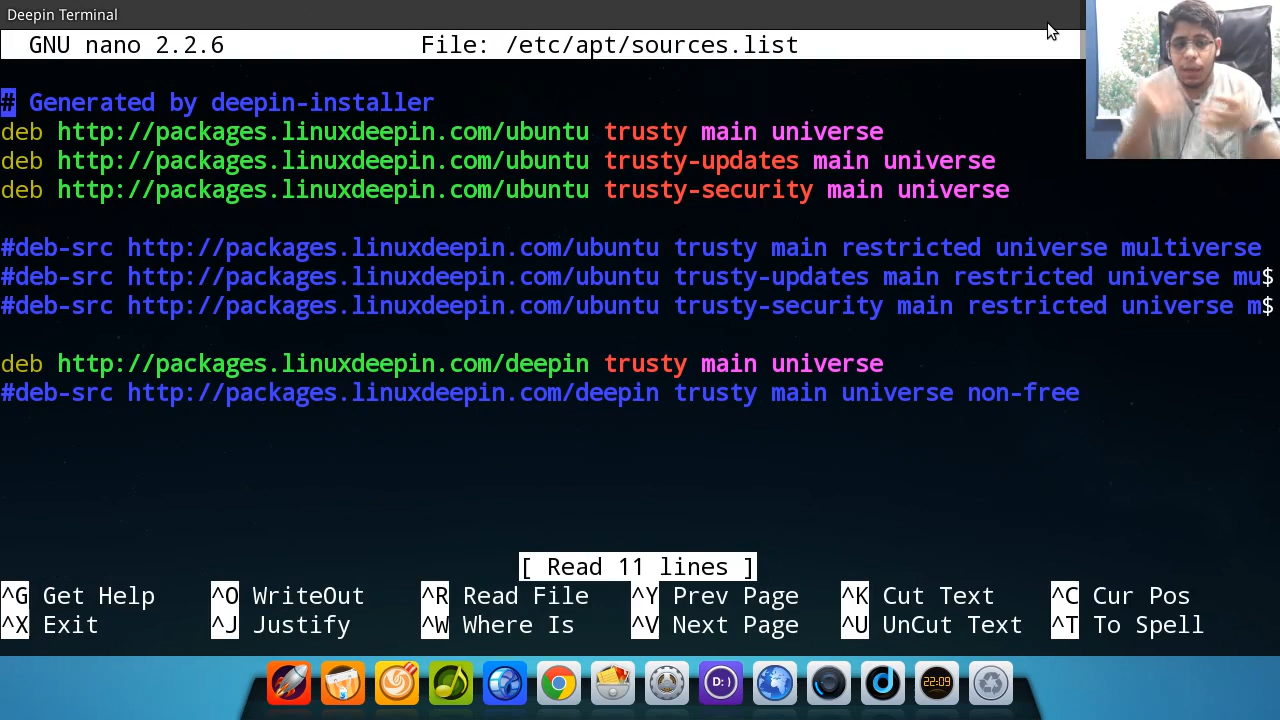 Deepin Terminal
GNU nano 2.2.6 File: /etc/apt/sources.list
# Generated by deepin-installer
deb http://packages.linuxdeepin.com/ubuntu trusty main universe
deb http://packages.linuxdeepin.com/ubuntu trusty-updates main universe
deb http://packages.linuxdeepin.com/ubuntu trusty-security main universe
#deb-src http://packages.linuxdeepin.com/ubuntu trusty main restricted universe multiverse
#deb-src http://packages.linuxdeepin.com/ubuntu trusty-updates main restricted universe mu$
#deb-src http://packages.linuxdeepin.com/ubuntu trusty-security main restricted universe m$
deb http://packages.linuxdeepin.com/deepin trusty main universe
#deb-src http://packages.linuxdeepin.com/deepin trusty main universe non-free
[ Read 11 lines ]
^G Get Help ^O WriteOut ^R Read File ^Y Prev Page ^K Cut Text ^C Cur Pos
^X Exit ^J Justify ^W Where Is ^V Next Page ^U UnCut Text ^T To Spell
D:) 22:09